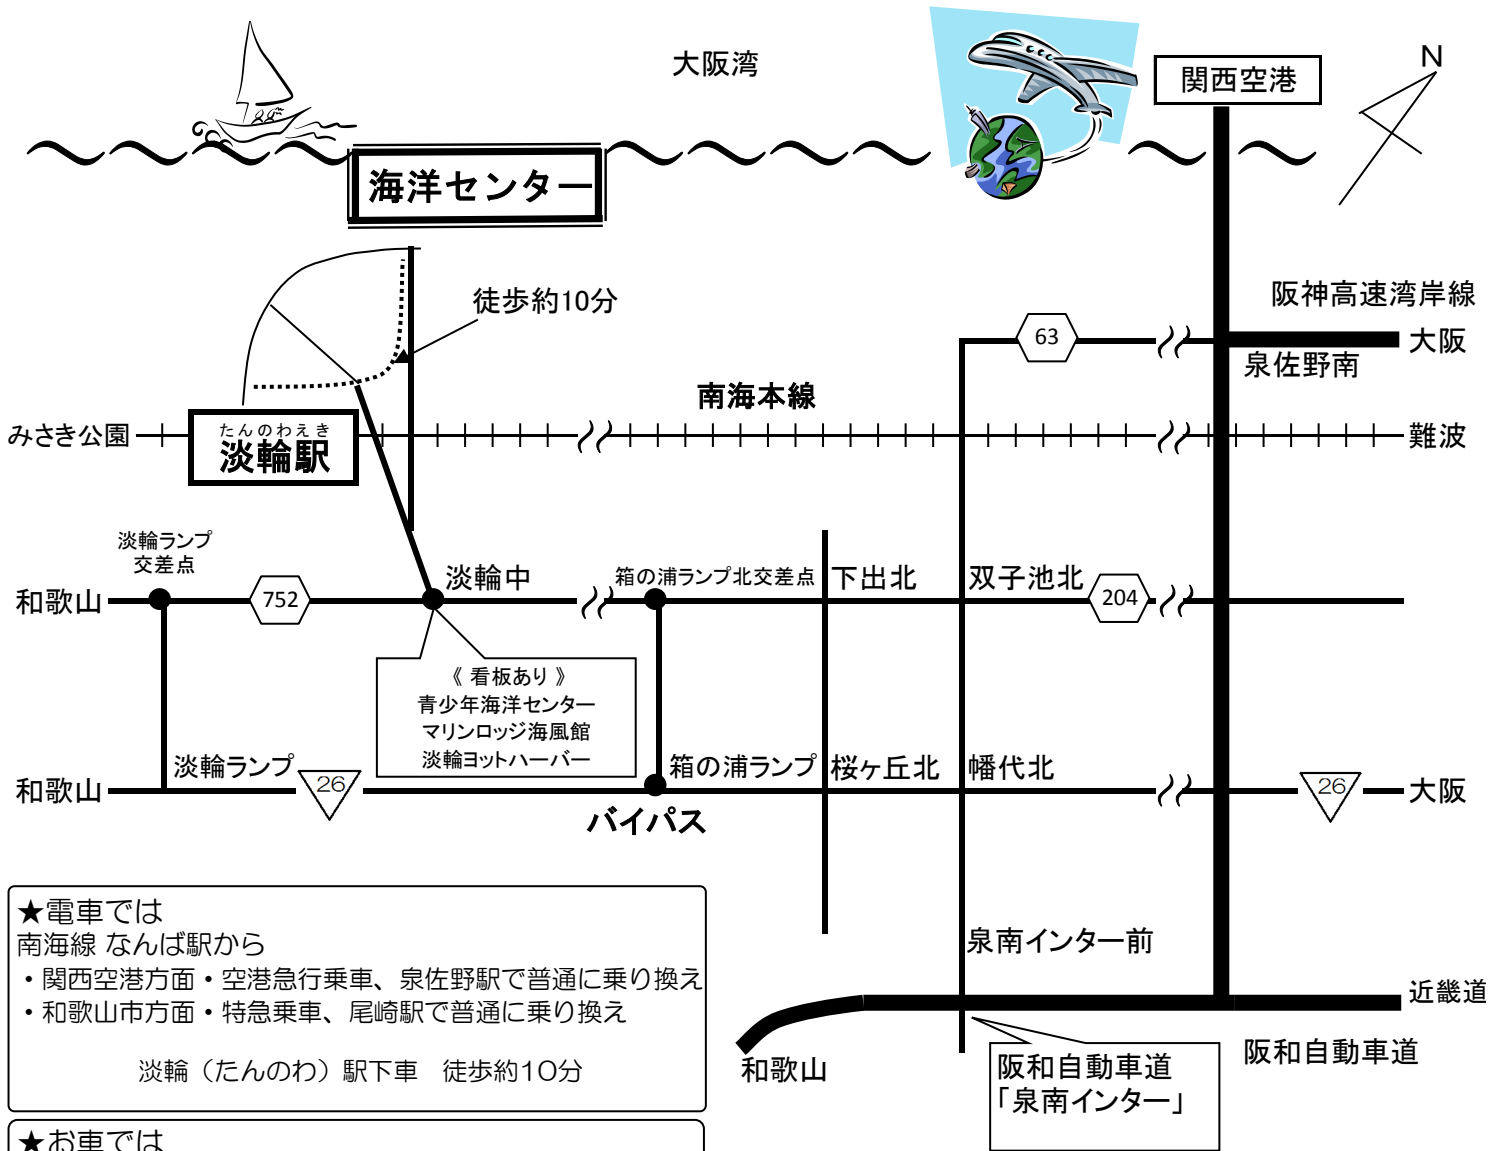 大阪湾
関西空港
N
海洋センター
徒歩約10分
阪神高速湾岸線
63
大阪
泉佐野南
南海本線
みさき公園
たんのわえき
淡輪駅
難波
淡輪ランプ
交差点
淡輪中
箱の浦ランプ北交差点
下出北
双子池北
和歌山
752
204
《 看板あり 》
青少年海洋センター
マリンロッジ海風館
淡輪ヨットハーバー
淡輪ランプ
箱の浦ランプ
桜ヶ丘北
幡代北
和歌山
26
26
大阪
バイパス
★電車では
南海線 なんば駅から
・関西空港方面・空港急行乗車、泉佐野駅で普通に乗り換え
・和歌山市方面・特急乗車、尾崎駅で普通に乗り換え
淡輪（たんのわ）駅下車　徒歩約10分
泉南インター前
近畿道
和歌山
阪和自動車道
「泉南インター」
阪和自動車道
★お車では